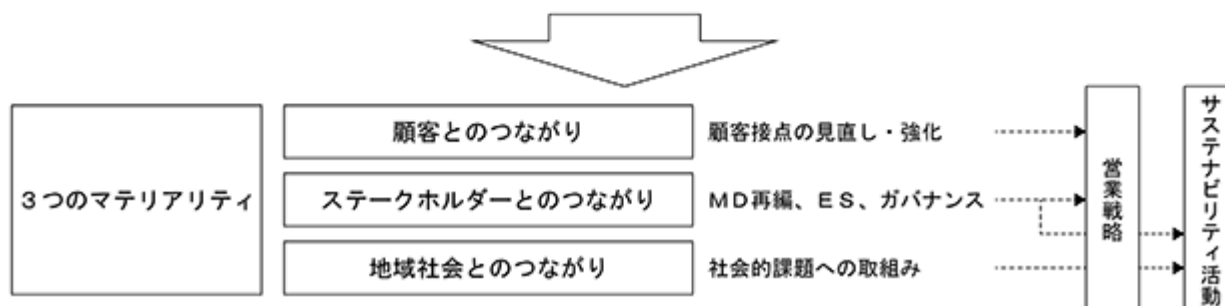 ３つのマテリアリティ
顧客とのつながり
顧客接点の見直し・強化
ステークホルダーとのつながり
ＭＤ再編、ＥＳ、ガバナンス
地域社会とのつながり
社会的課題への取組み
営業戦略
サステナビリティ活動